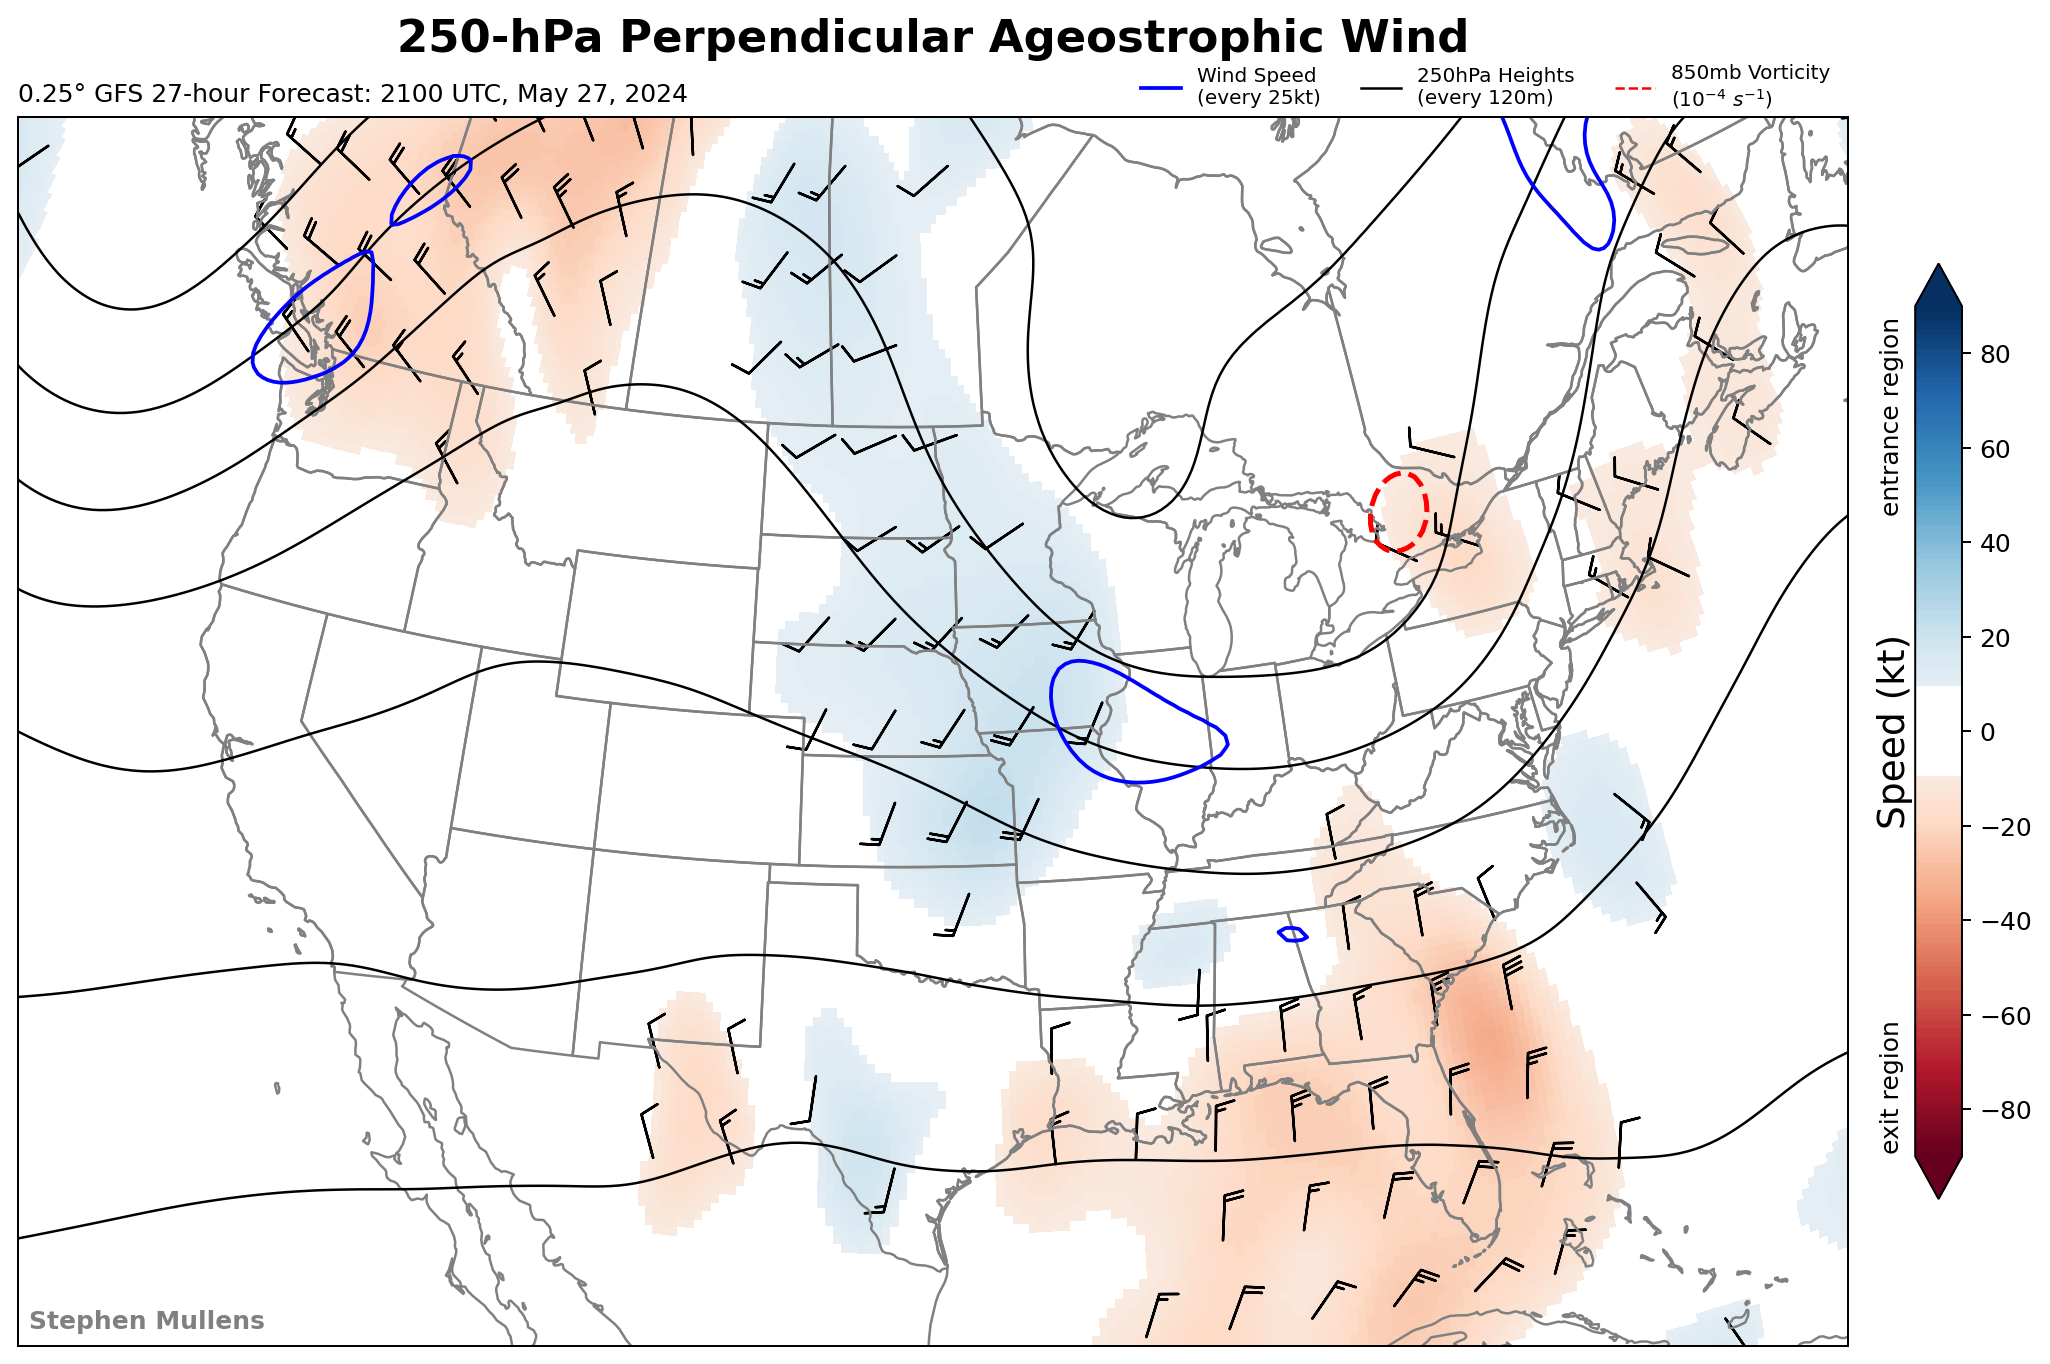 250-hPa Perpendicular Ageostrophic Wind
0.25° GFS 27-hour Forecast: 2100 UTC, May 27, 2024
Wind Speed
(every 25kt)
250hPa Heights
(every 120m)
850mb Vorticity
(10⁻⁴ s⁻¹)
entrance region
Speed (kt)
exit region
80
60
40
20
0
−20
−40
−60
−80
Stephen Mullens